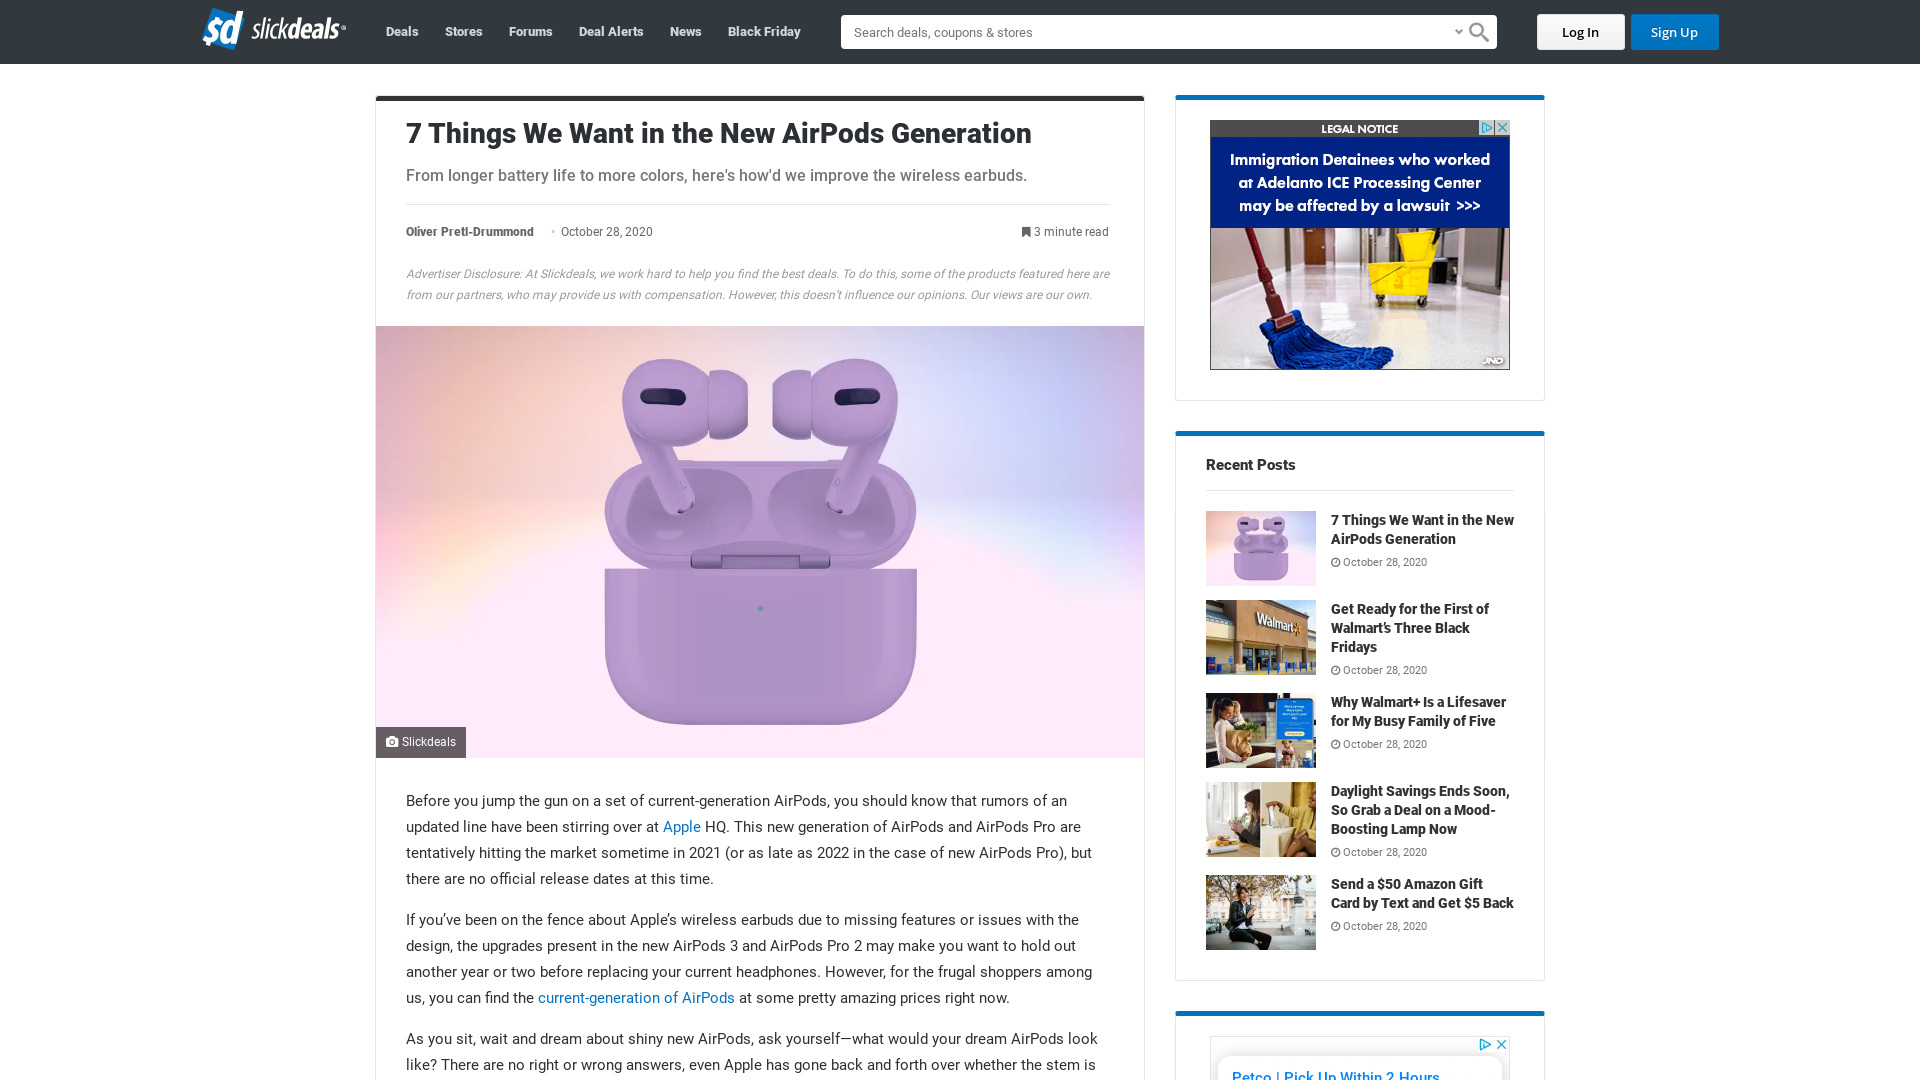 sd slickdeals
Deals
Stores
Forums
Deal Alerts
News
Black Friday
Search deals, coupons & stores
Log In
Sign Up
7 Things We Want in the New AirPods Generation
From longer battery life to more colors, here's how'd we improve the wireless earbuds.
Oliver Pretl-Drummond • October 28, 2020
3 minute read
Advertiser Disclosure: At Slickdeals, we work hard to help you find the best deals. To do this, some of the products featured here are
from our partners, who may provide us with compensation. However, this doesn’t influence our opinions. Our views are our own.
Slickdeals
Before you jump the gun on a set of current-generation AirPods, you should know that rumors of an
updated line have been stirring over at Apple HQ. This new generation of AirPods and AirPods Pro are
tentatively hitting the market sometime in 2021 (or as late as 2022 in the case of new AirPods Pro), but
there are no official release dates at this time.
If you’ve been on the fence about Apple’s wireless earbuds due to missing features or issues with the
design, the upgrades present in the new AirPods 3 and AirPods Pro 2 may make you want to hold out
another year or two before replacing your current headphones. However, for the frugal shoppers among
us, you can find the current-generation of AirPods at some pretty amazing prices right now.
As you sit, wait and dream about shiny new AirPods, ask yourself—what would your dream AirPods look
like? There are no right or wrong answers, even Apple has gone back and forth over whether the stem is
LEGAL NOTICE
Immigration Detainees who worked
at Adelanto ICE Processing Center
may be affected by a lawsuit >>>
JND
Recent Posts
7 Things We Want in the New
AirPods Generation
October 28, 2020
Walmart
Get Ready for the First of
Walmart’s Three Black
Fridays
October 28, 2020
Why Walmart+ Is a Lifesaver
for My Busy Family of Five
October 28, 2020
Daylight Savings Ends Soon,
So Grab a Deal on a Mood-
Boosting Lamp Now
October 28, 2020
Send a $50 Amazon Gift
Card by Text and Get $5 Back
October 28, 2020
Petco | Pick Up Within 2 Hours